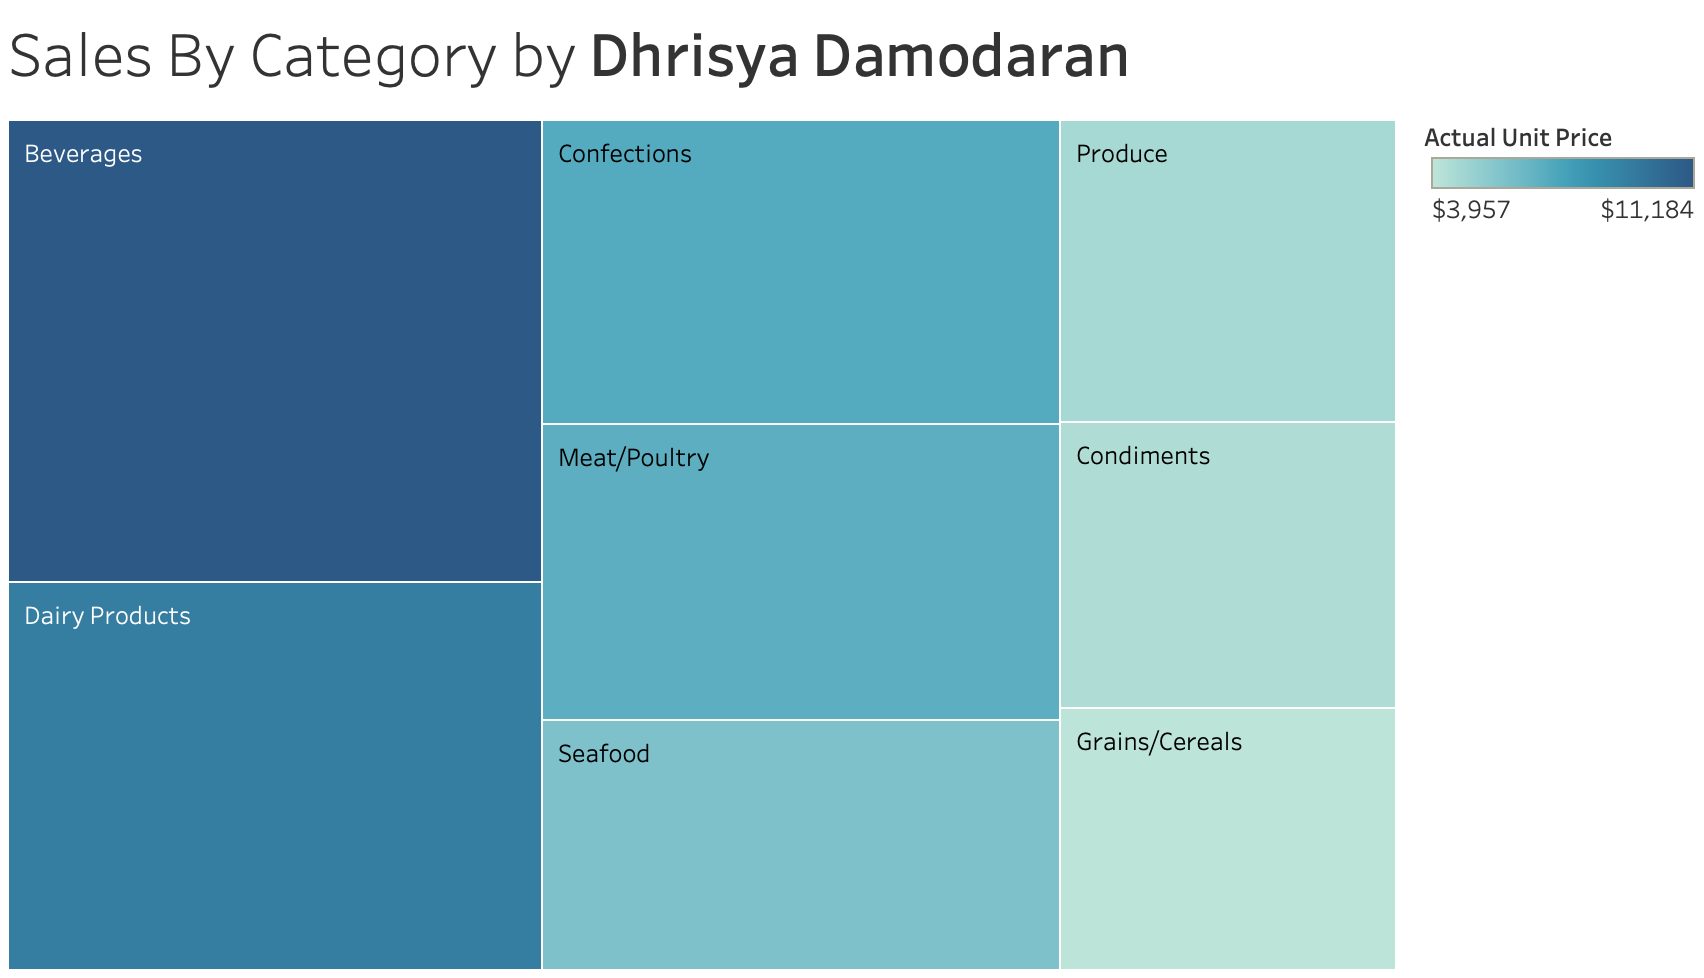 Sales By Category by Dhrisya Damodaran
Beverages
Dairy Products
Confections
Meat/Poultry
Seafood
Produce
Condiments
Grains/Cereals
Actual Unit Price
$3,957 $11,184